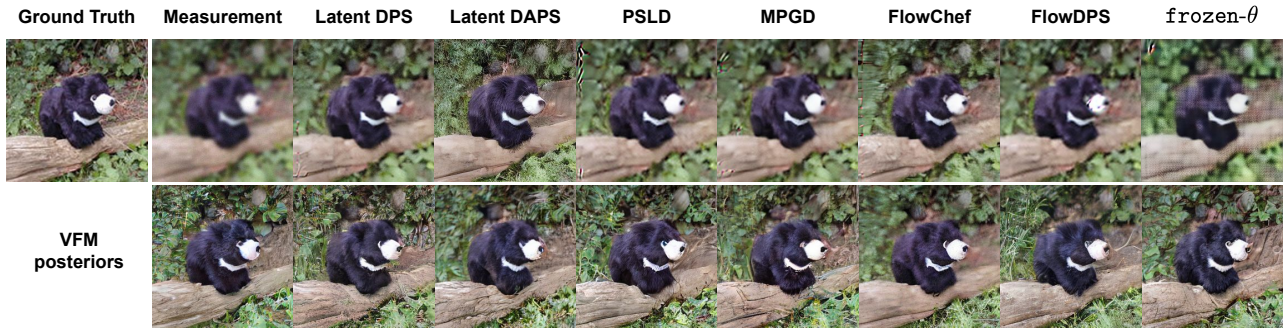 Ground Truth Measurement Latent DPS Latent DAPS PSLD MPGD FlowChef FlowDPS frozen-θ
VFM
posteriors